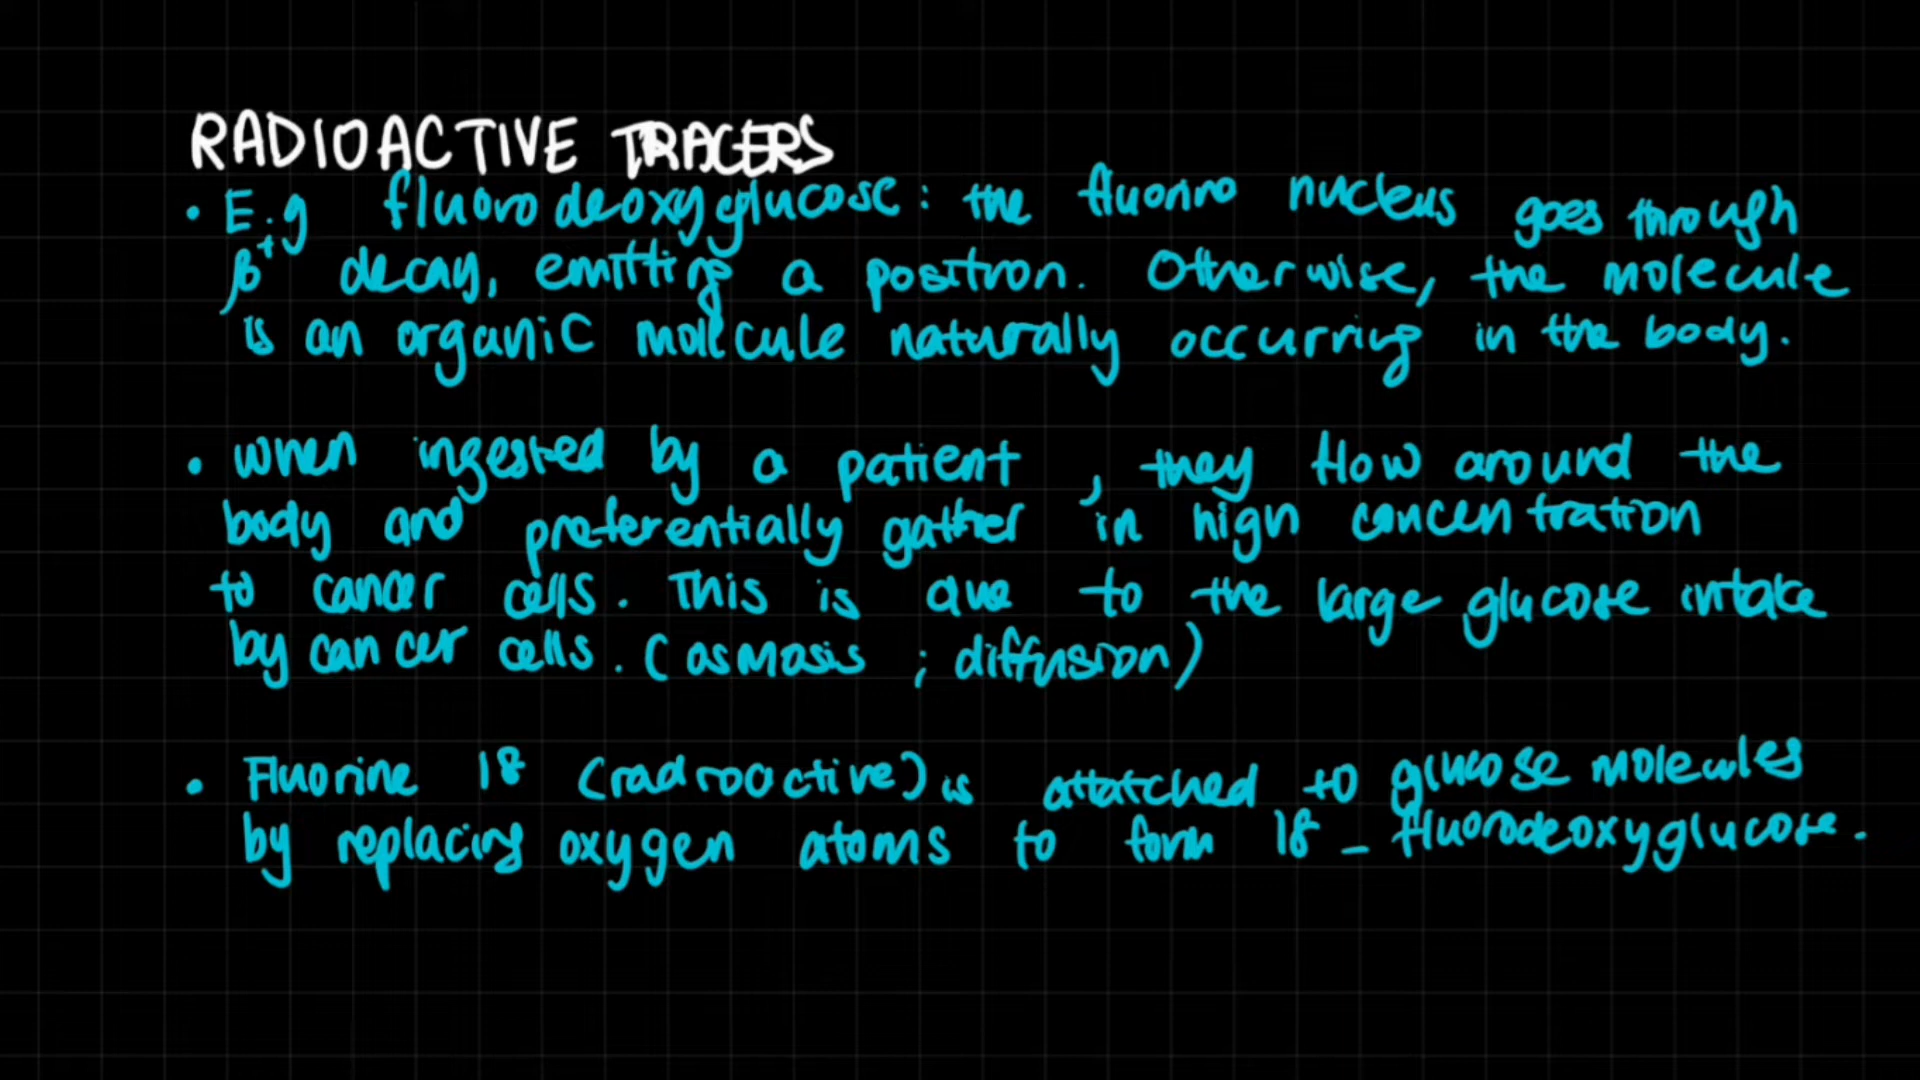 RADIOACTIVE TRACERS
• E.g fluorodeoxyglucose: the fluorine nucleus goes through
β+ decay, emitting a positron. Otherwise, the molecule
is an organic molecule naturally occurring in the body.
• when ingested by a patient, they flow around the
body and preferentially gather in high concentration
to cancer cells. This is due to the large glucose intake
by cancer cells. (osmosis ; diffusion)
• Fluorine 18 (radioactive) is attatched to glucose molecules
by replacing oxygen atoms to form 18 - fluorodeoxyglucose.